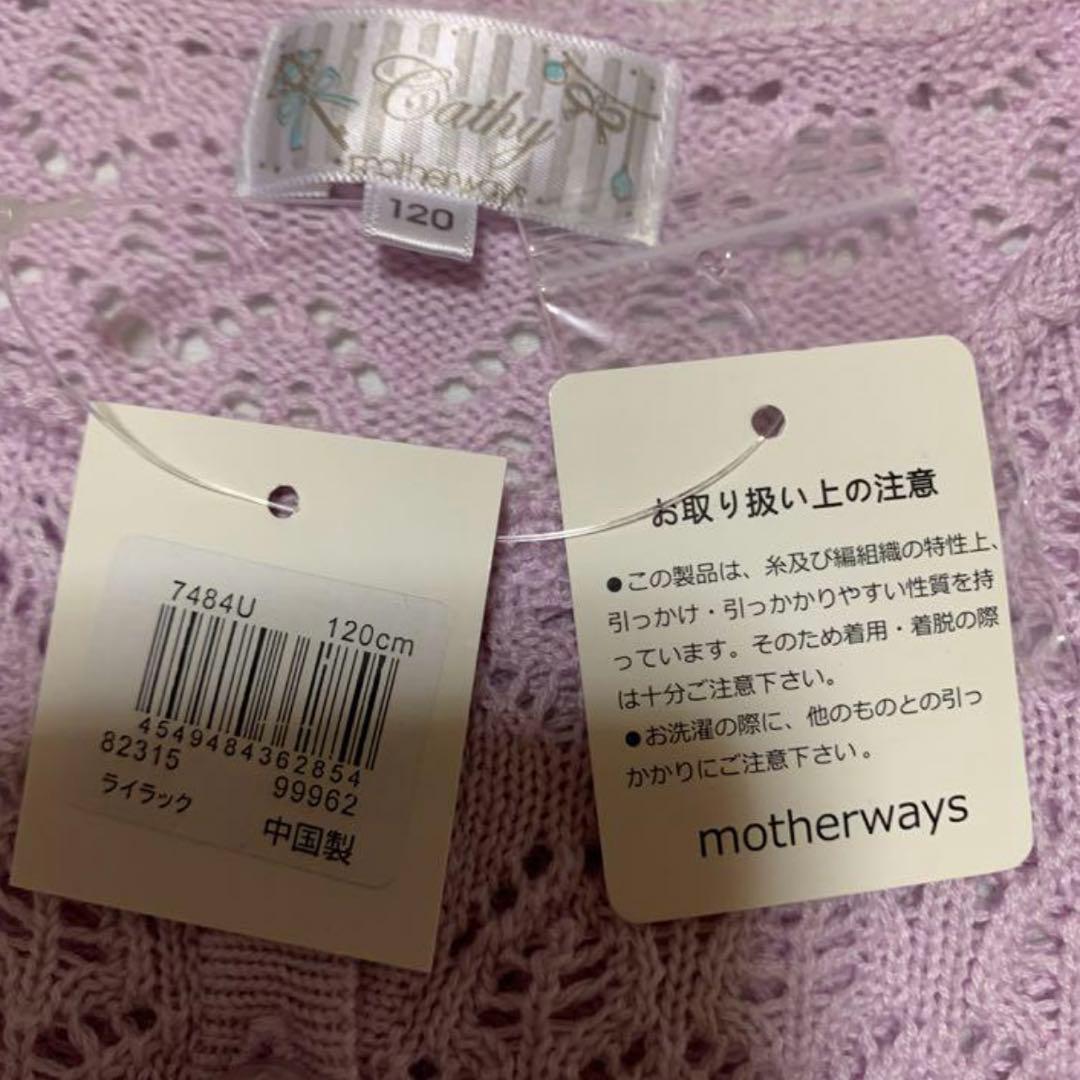 Cathy
motherways
120
7484U
120cm
4549484362854
82315
99962
ライラック
中国製
お取り扱い上の注意
●この製品は、糸及び編組織の特性上、
引っかけ・引っかかりやすい性質を持
っています。そのため着用・着脱の際
は十分ご注意下さい。
●お洗濯の際に、他のものとの引っ
かかりにご注意下さい。
motherways